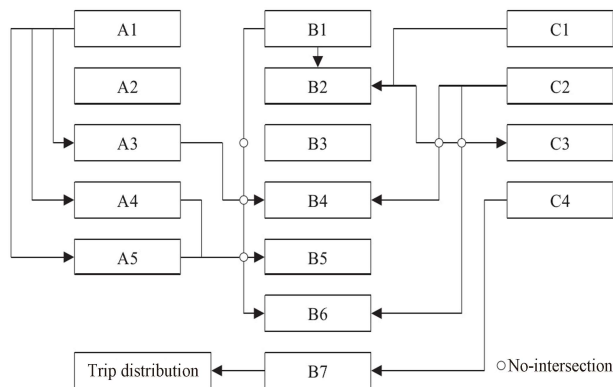 A1 B1 C1
A2 B2 C2
A3 B3 C3
A4 B4 C4
A5 B5
B6
Trip distribution B7 No-intersection